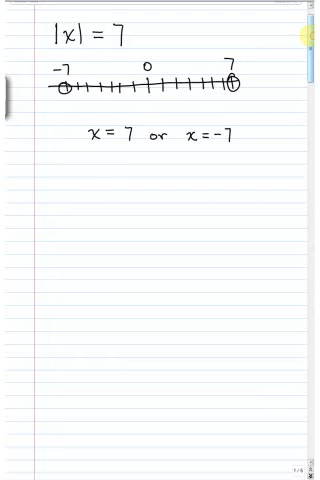 |x| = 7
-7 0 7
x = 7 or x = -7
1/6